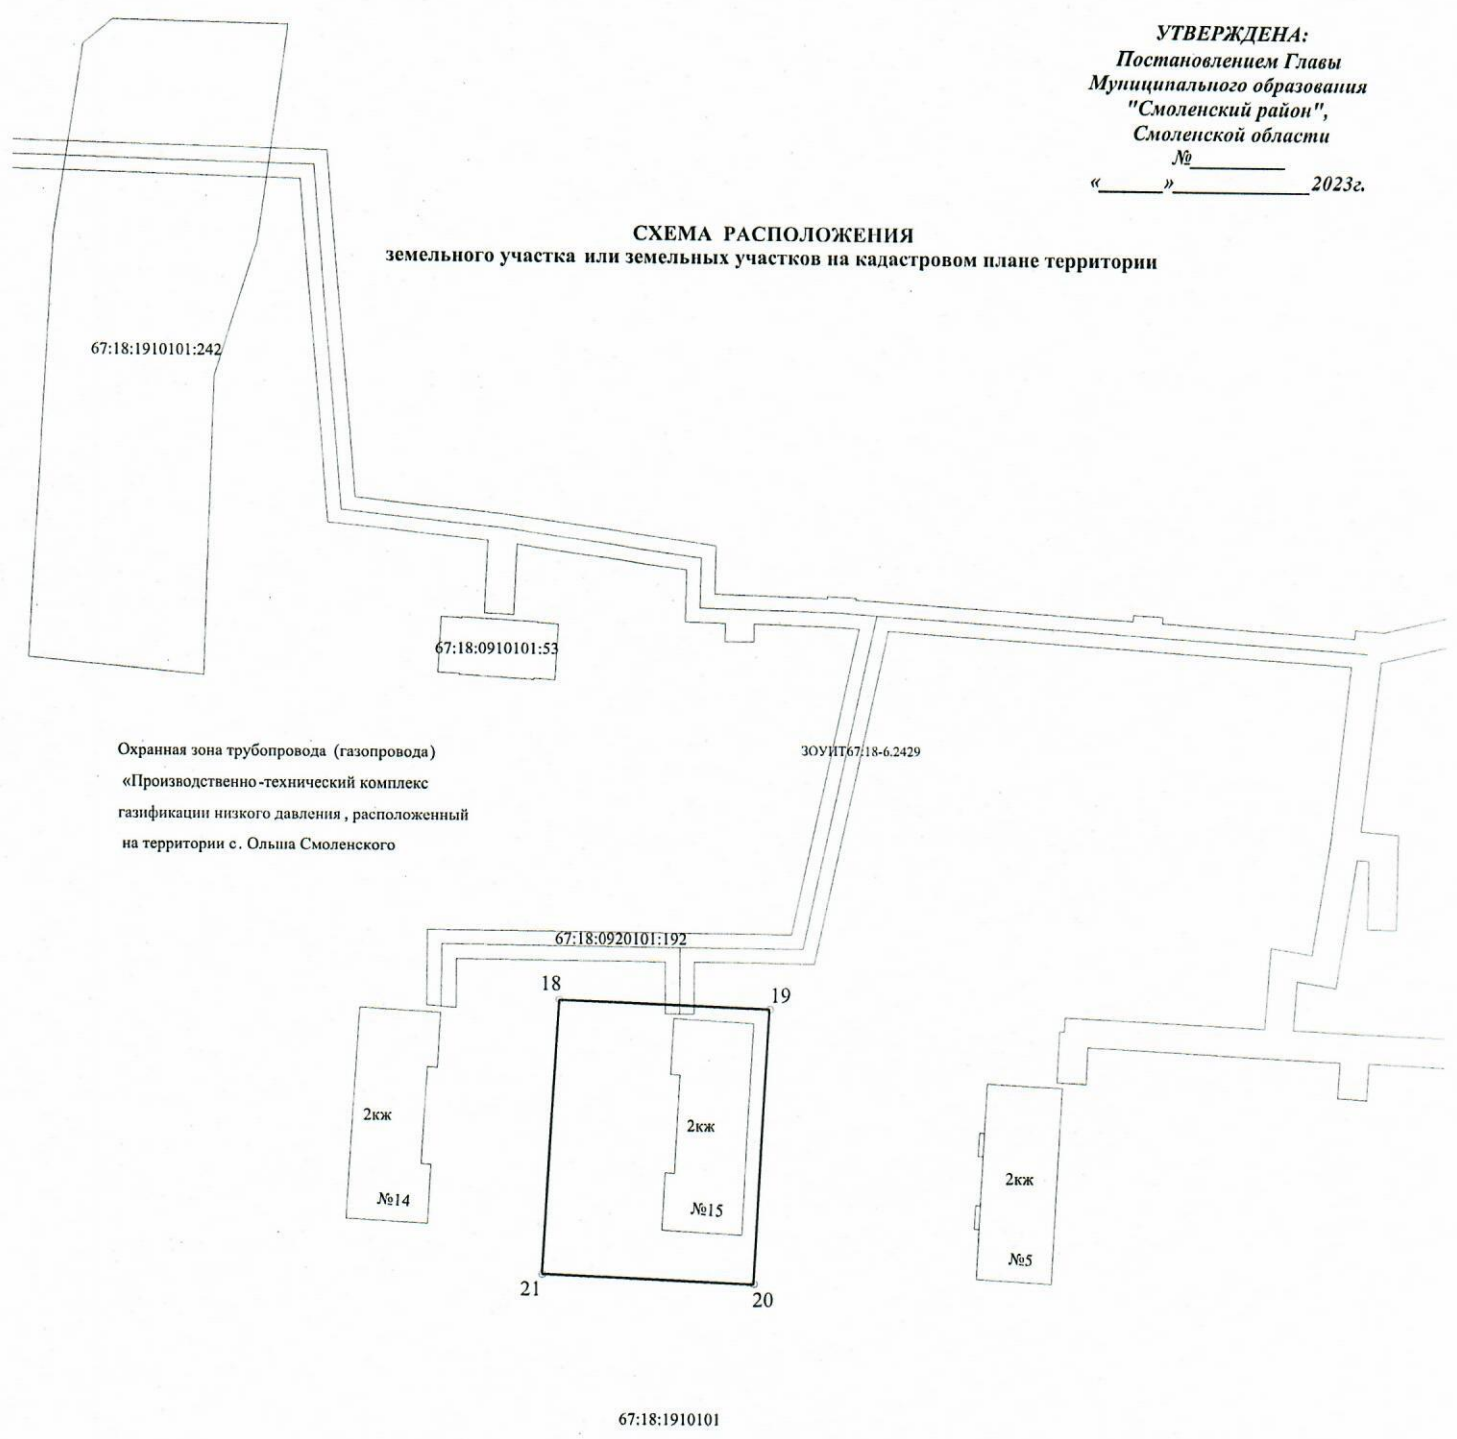 УТВЕРЖДЕНА:
Постановлением Главы
Муниципального образования
"Смоленский район",
Смоленской области
№__________
«______»_____________2023г.
СХЕМА РАСПОЛОЖЕНИЯ
земельного участка или земельных участков на кадастровом плане территории
67:18:1910101:242
67:18:0910101:53
Охранная зона трубопровода (газопровода)
«Производственно-технический комплекс
газификации низкого давления, расположенный
на территории с. Ольша Смоленского
ЗОУИТ67:18-6.2429
67:18:0920101:192
18
19
2кж
№14
2кж
№15
2кж
№5
21
20
67:18:1910101